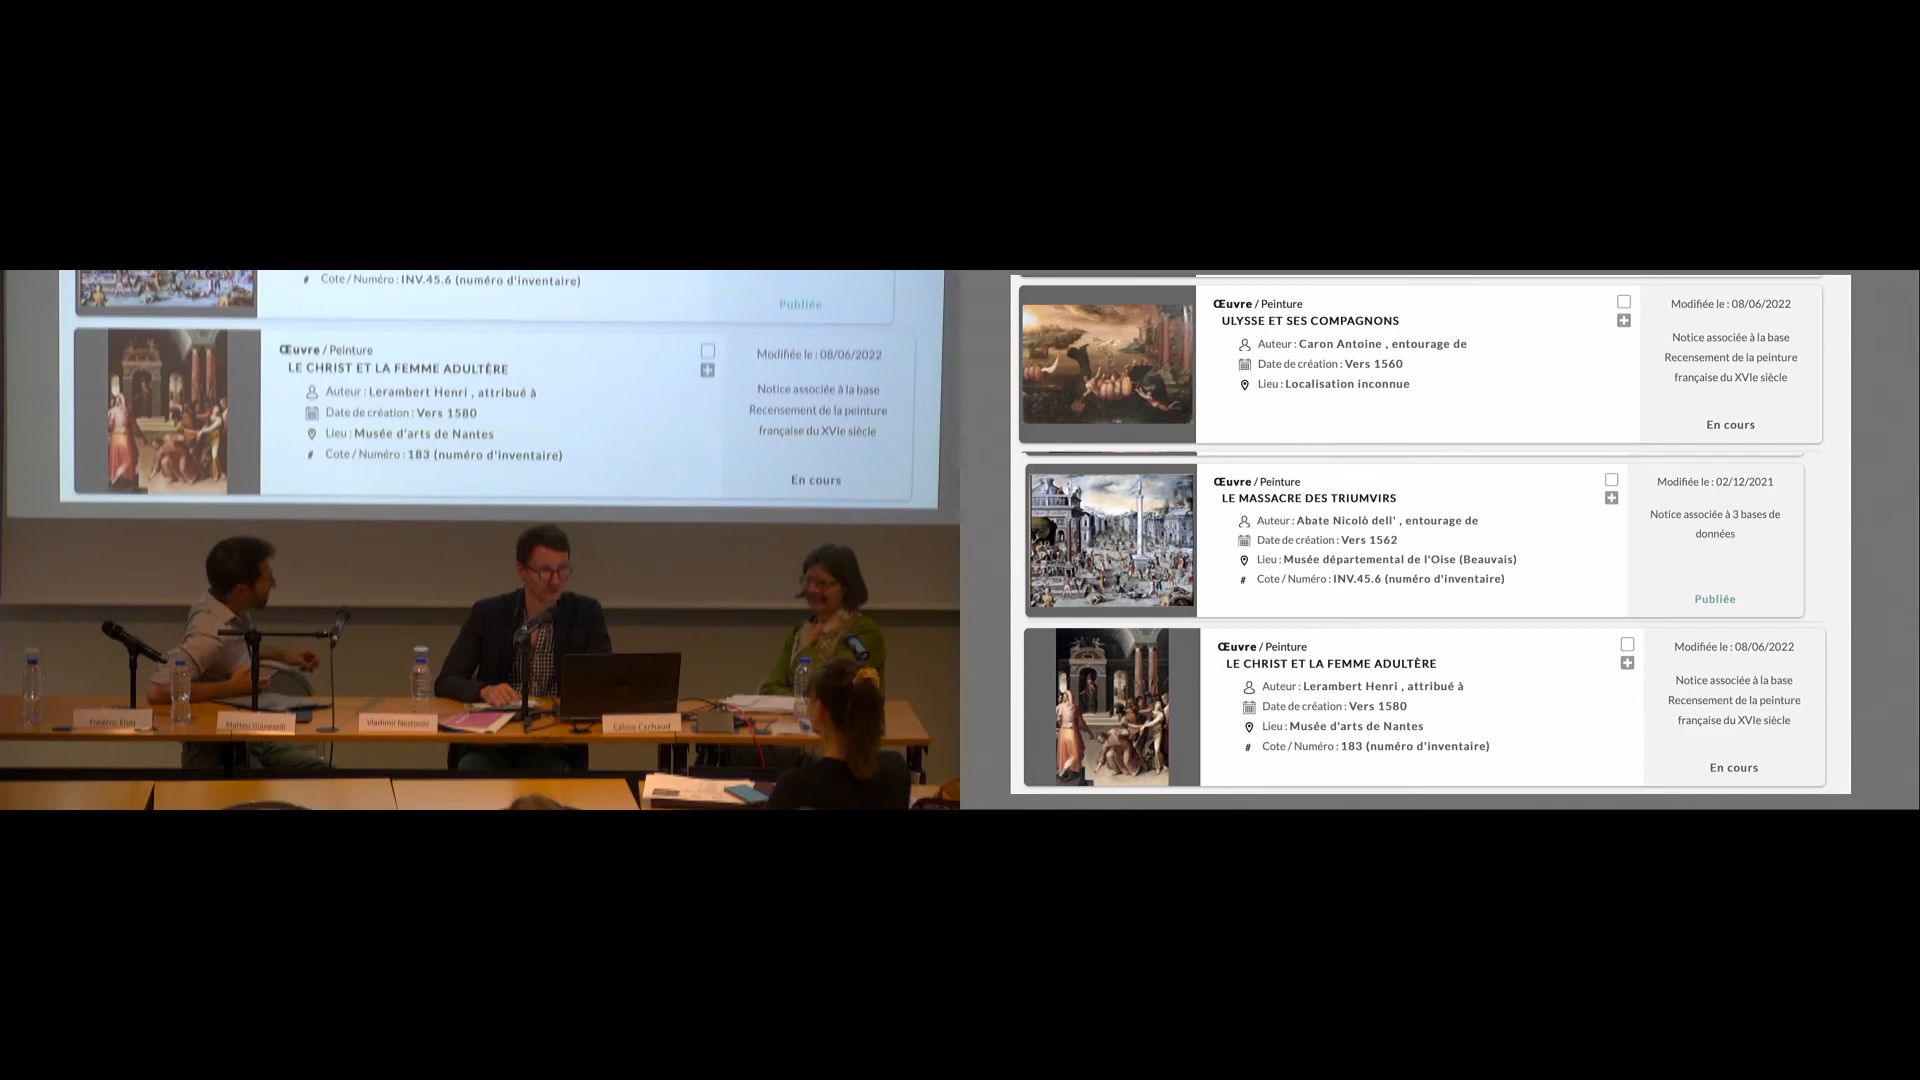 # Cote / Numéro : INV.45.6 (numéro d'inventaire)
Publiée
Œuvre / Peinture
LE CHRIST ET LA FEMME ADULTÈRE
Auteur : Lerambert Henri , attribué à
Date de création : Vers 1580
Lieu : Musée d'arts de Nantes
# Cote / Numéro : 183 (numéro d'inventaire)
Modifiée le : 08/06/2022
Notice associée à la base
Recensement de la peinture
française du XVIe siècle
En cours
Frédéric Elsig
Matteo Gianeselli
Vladimir Nestorov
Céline Cachaud
Œuvre / Peinture
ULYSSE ET SES COMPAGNONS
Auteur : Caron Antoine , entourage de
Date de création : Vers 1560
Lieu : Localisation inconnue
Modifiée le : 08/06/2022
Notice associée à la base
Recensement de la peinture
française du XVIe siècle
En cours
Œuvre / Peinture
LE MASSACRE DES TRIUMVIRS
Auteur : Abate Nicolò dell' , entourage de
Date de création : Vers 1562
Lieu : Musée départemental de l'Oise (Beauvais)
# Cote / Numéro : INV.45.6 (numéro d'inventaire)
Modifiée le : 02/12/2021
Notice associée à 3 bases de
données
Publiée
Œuvre / Peinture
LE CHRIST ET LA FEMME ADULTÈRE
Auteur : Lerambert Henri , attribué à
Date de création : Vers 1580
Lieu : Musée d'arts de Nantes
# Cote / Numéro : 183 (numéro d'inventaire)
Modifiée le : 08/06/2022
Notice associée à la base
Recensement de la peinture
française du XVIe siècle
En cours